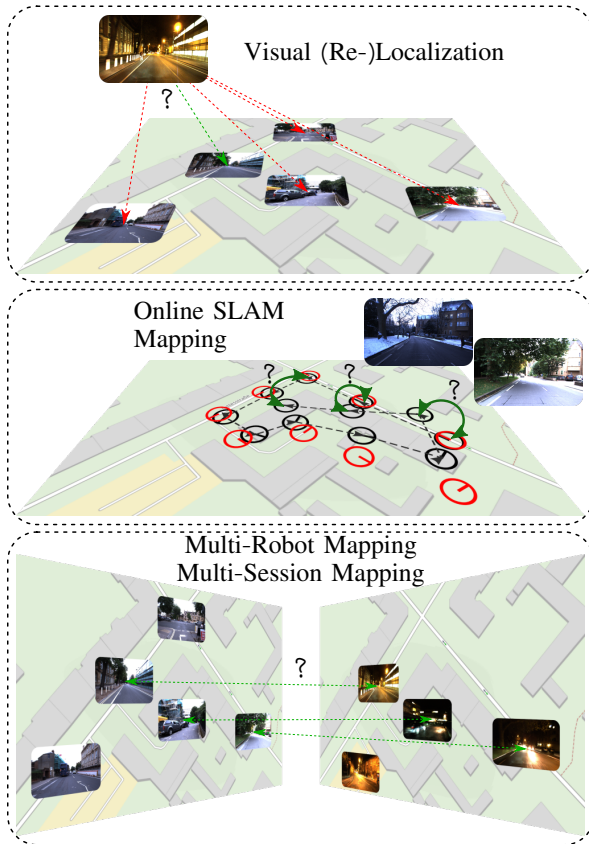 Visual (Re-)Localization
?
Online SLAM
Mapping
?
?
?
Multi-Robot Mapping
Multi-Session Mapping
?